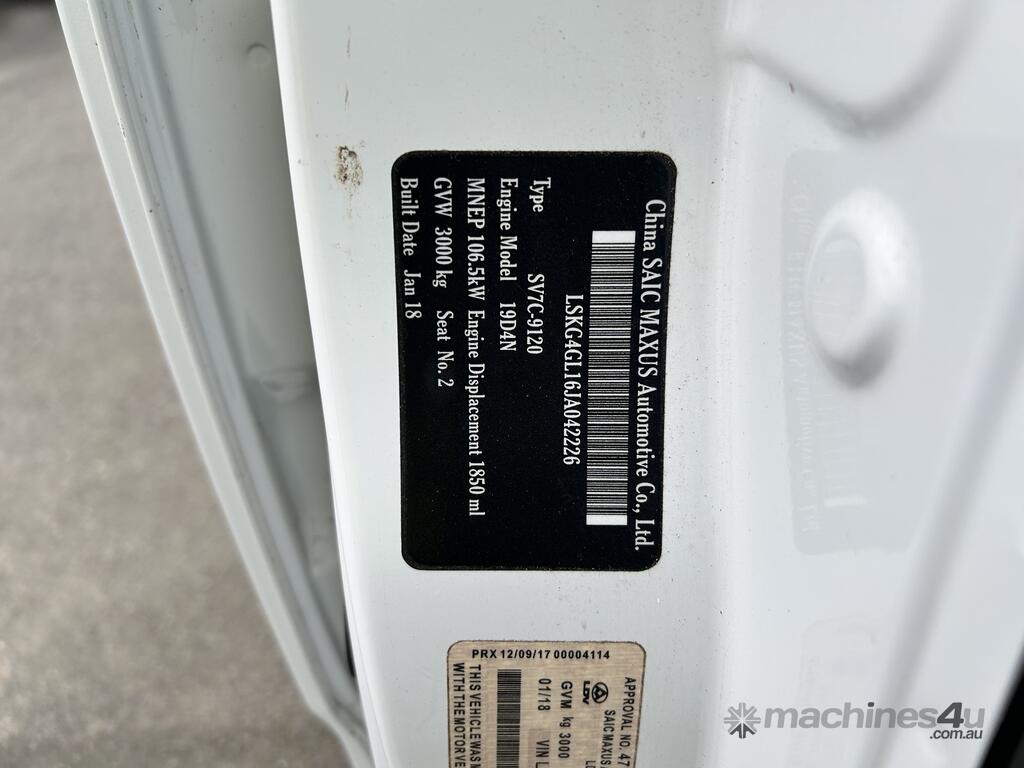 China SAIC MAXUS Automotive Co., Ltd.
LSKG4GL16JA042226
Type SV7C-9120
Engine Model 19D4N
MNEP 106.5kW Engine Displacement 1850 ml
GVW 3000 kg Seat No. 2
Built Date Jan 18
PRX 12/09/17 00004114
APPROVAL NO. 47
SAIC MAXUS
LDV
GVM kg 3000
01/18 VIN L
THIS VEHICLE WAS
WITH THE MOTOR VE
machines4u
.com.au